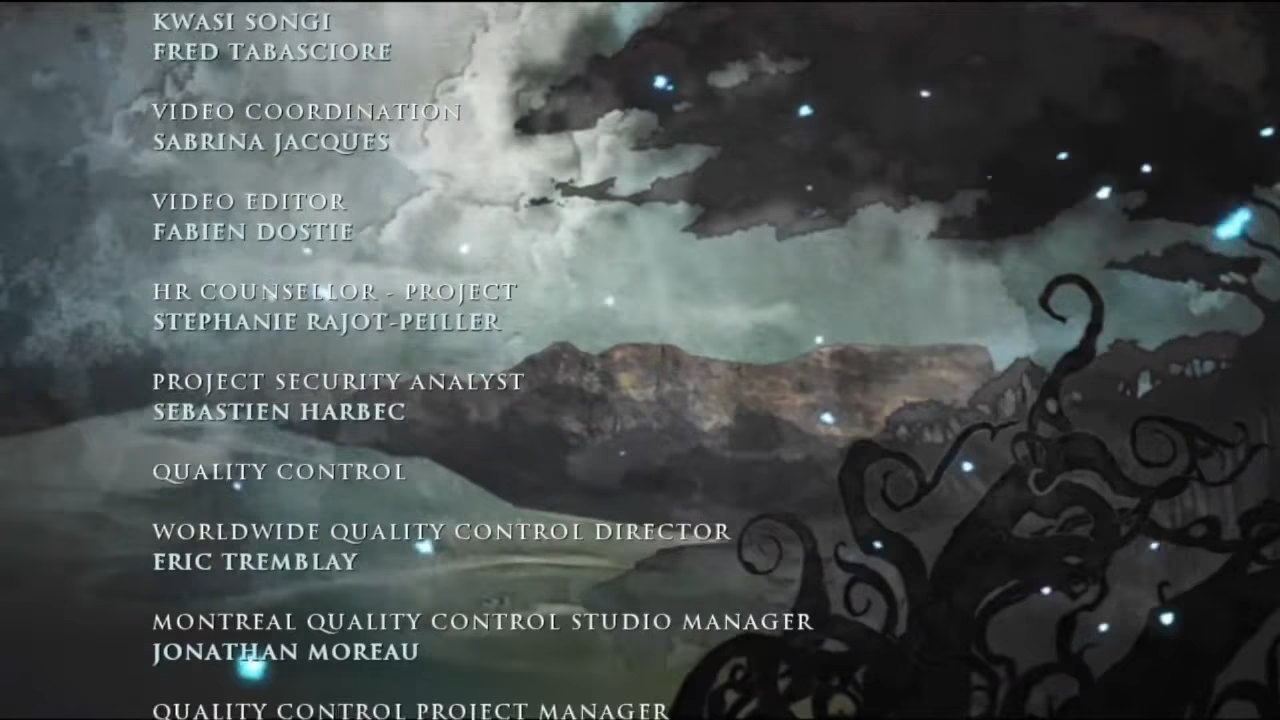 KWASI SONGI
FRED TABASCIORE
VIDEO COORDINATION
SABRINA JACQUES
VIDEO EDITOR
FABIEN DOSTIE
HR COUNSELLOR - PROJECT
STEPHANIE RAJOT-PEILLER
PROJECT SECURITY ANALYST
SEBASTIEN HARBEC
QUALITY CONTROL
WORLDWIDE QUALITY CONTROL DIRECTOR
ERIC TREMBLAY
MONTREAL QUALITY CONTROL STUDIO MANAGER
JONATHAN MOREAU
QUALITY CONTROL PROJECT MANAGER